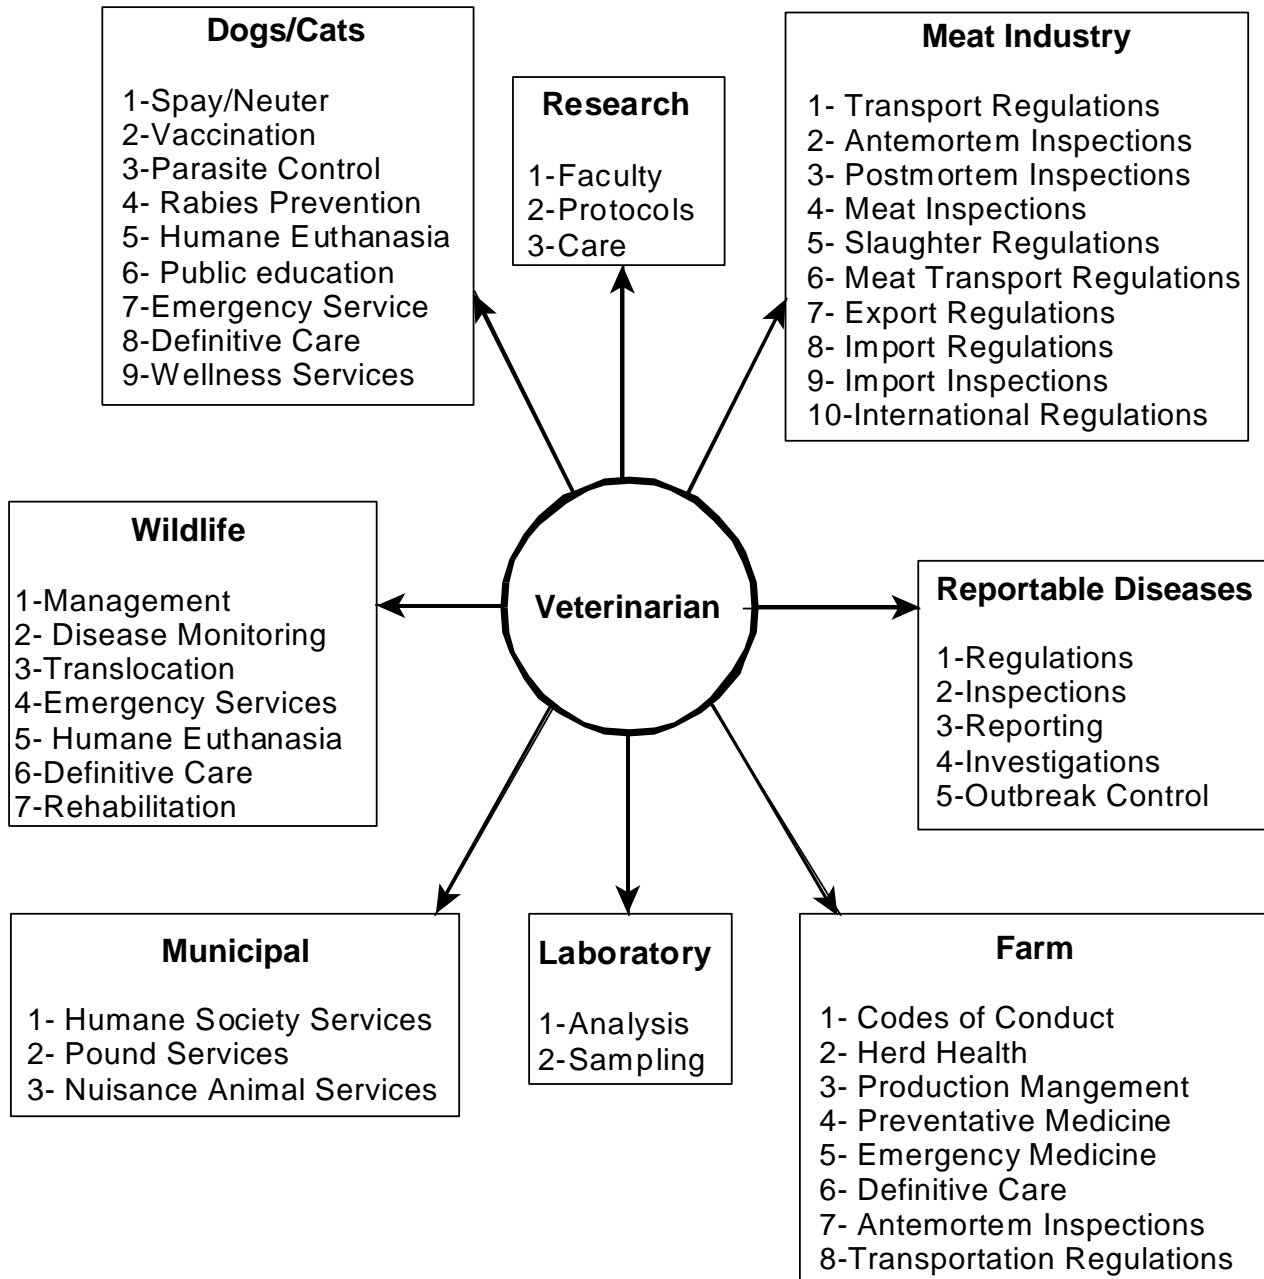 Dogs/Cats
1-Spay/Neuter
2-Vaccination
3-Parasite Control
4- Rabies Prevention
5- Humane Euthanasia
6- Public education
7-Emergency Service
8-Definitive Care
9-Wellness Services
Research
1-Faculty
2-Protocols
3-Care
Meat Industry
1- Transport Regulations
2- Antemortem Inspections
3- Postmortem Inspections
4- Meat Inspections
5- Slaughter Regulations
6- Meat Transport Regulations
7- Export Regulations
8- Import Regulations
9- Import Inspections
10-International Regulations
Wildlife
1-Management
2- Disease Monitoring
3-Translocation
4-Emergency Services
5- Humane Euthanasia
6-Definitive Care
7-Rehabilitation
Veterinarian
Reportable Diseases
1-Regulations
2-Inspections
3-Reporting
4-Investigations
5-Outbreak Control
Municipal
1- Humane Society Services
2- Pound Services
3- Nuisance Animal Services
Laboratory
1-Analysis
2-Sampling
Farm
1- Codes of Conduct
2- Herd Health
3- Production Mangement
4- Preventative Medicine
5- Emergency Medicine
6- Definitive Care
7- Antemortem Inspections
8-Transportation Regulations